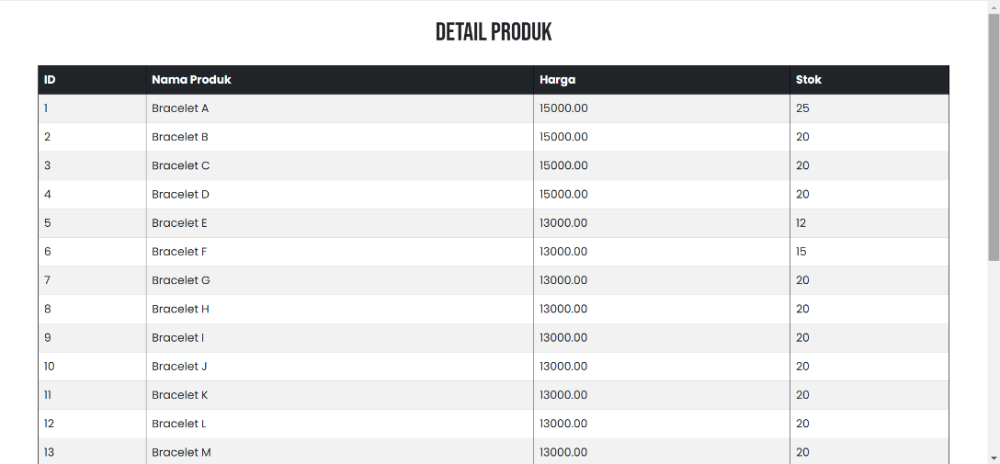 DETAIL PRODUK
ID Nama Produk Harga Stok
1 Bracelet A 15000.00 25
2 Bracelet B 15000.00 20
3 Bracelet C 15000.00 20
4 Bracelet D 15000.00 20
5 Bracelet E 13000.00 12
6 Bracelet F 13000.00 15
7 Bracelet G 13000.00 20
8 Bracelet H 13000.00 20
9 Bracelet I 13000.00 20
10 Bracelet J 13000.00 20
11 Bracelet K 13000.00 20
12 Bracelet L 13000.00 20
13 Bracelet M 13000.00 20